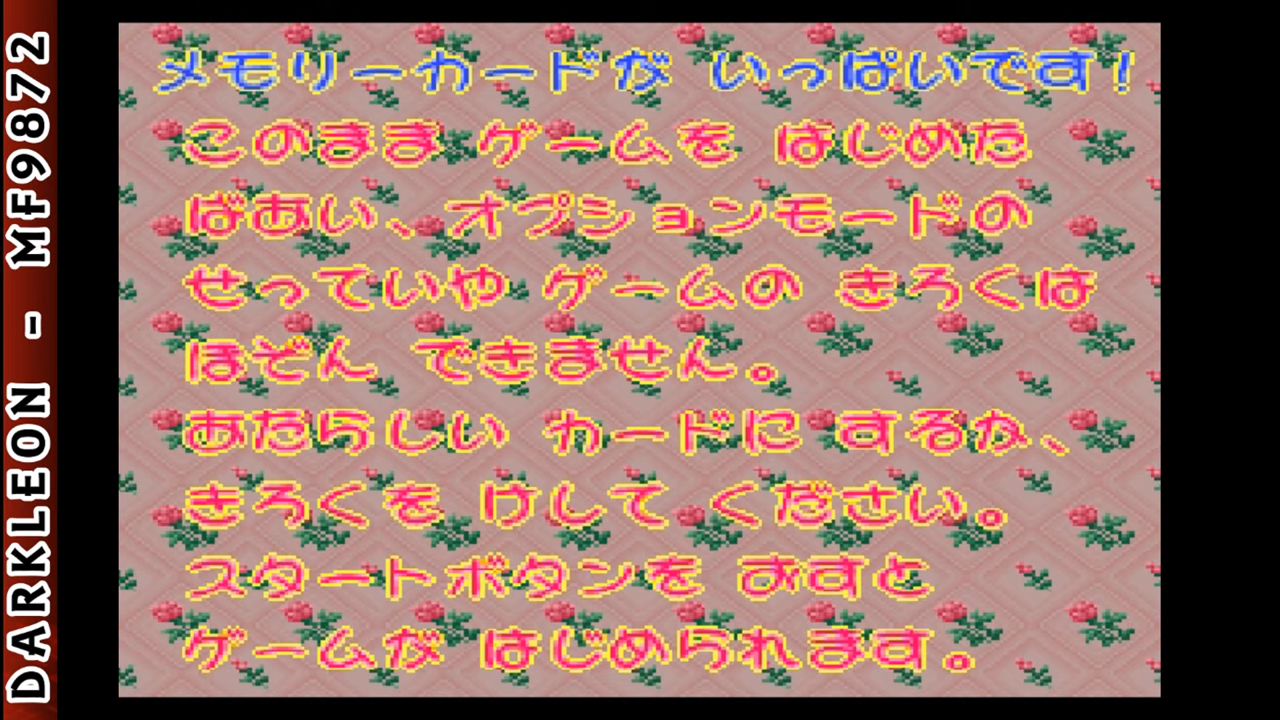 DARKLEON - MF9872
メモリーカードが いっぱいです!
このまま ゲームを はじめた
ばあい、オプションモードの
せっていや ゲームの きろくは
ほぞん できません。
あたらしい カードに するか、
きろくを けして ください。
スタートボタンを おすと
ゲームが はじめられます。